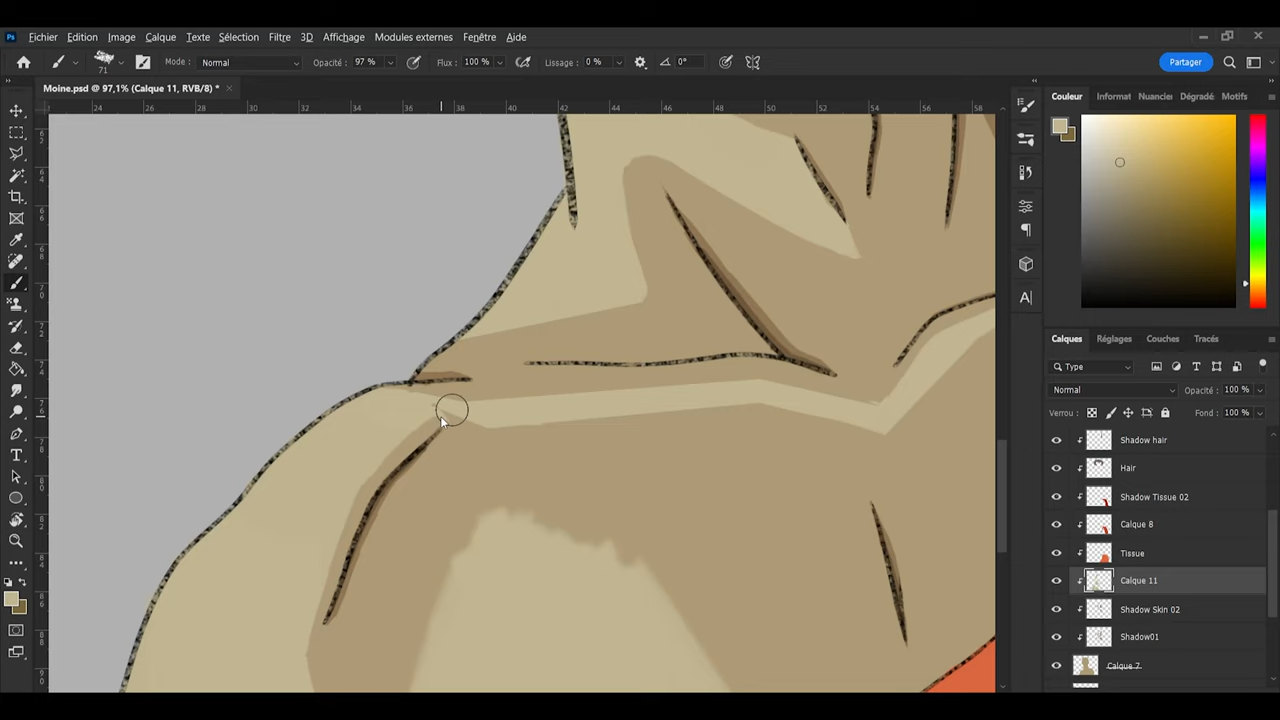 Ps Fichier Edition Image Calque Texte Sélection Filtre 3D Affichage Modules externes Fenêtre Aide
71 Mode : Normal Opacité : 97 % Flux : 100 % Lissage : 0 % 0° Partager
Moine.psd @ 97,1% (Calque 11, RVB/8) *
24 26 28 30 32 34 36 38 40 42 44 46 48 50 52 54 56 58
Couleur Informat Nuancier Dégradé Motifs
Calques Réglages Couches Tracés
Type
Normal Opacité : 100 %
Verrou : Fond : 100 %
Shadow hair
Hair
Shadow Tissue 02
Calque 8
Tissue
Calque 11
Shadow Skin 02
Shadow01
Calque 7